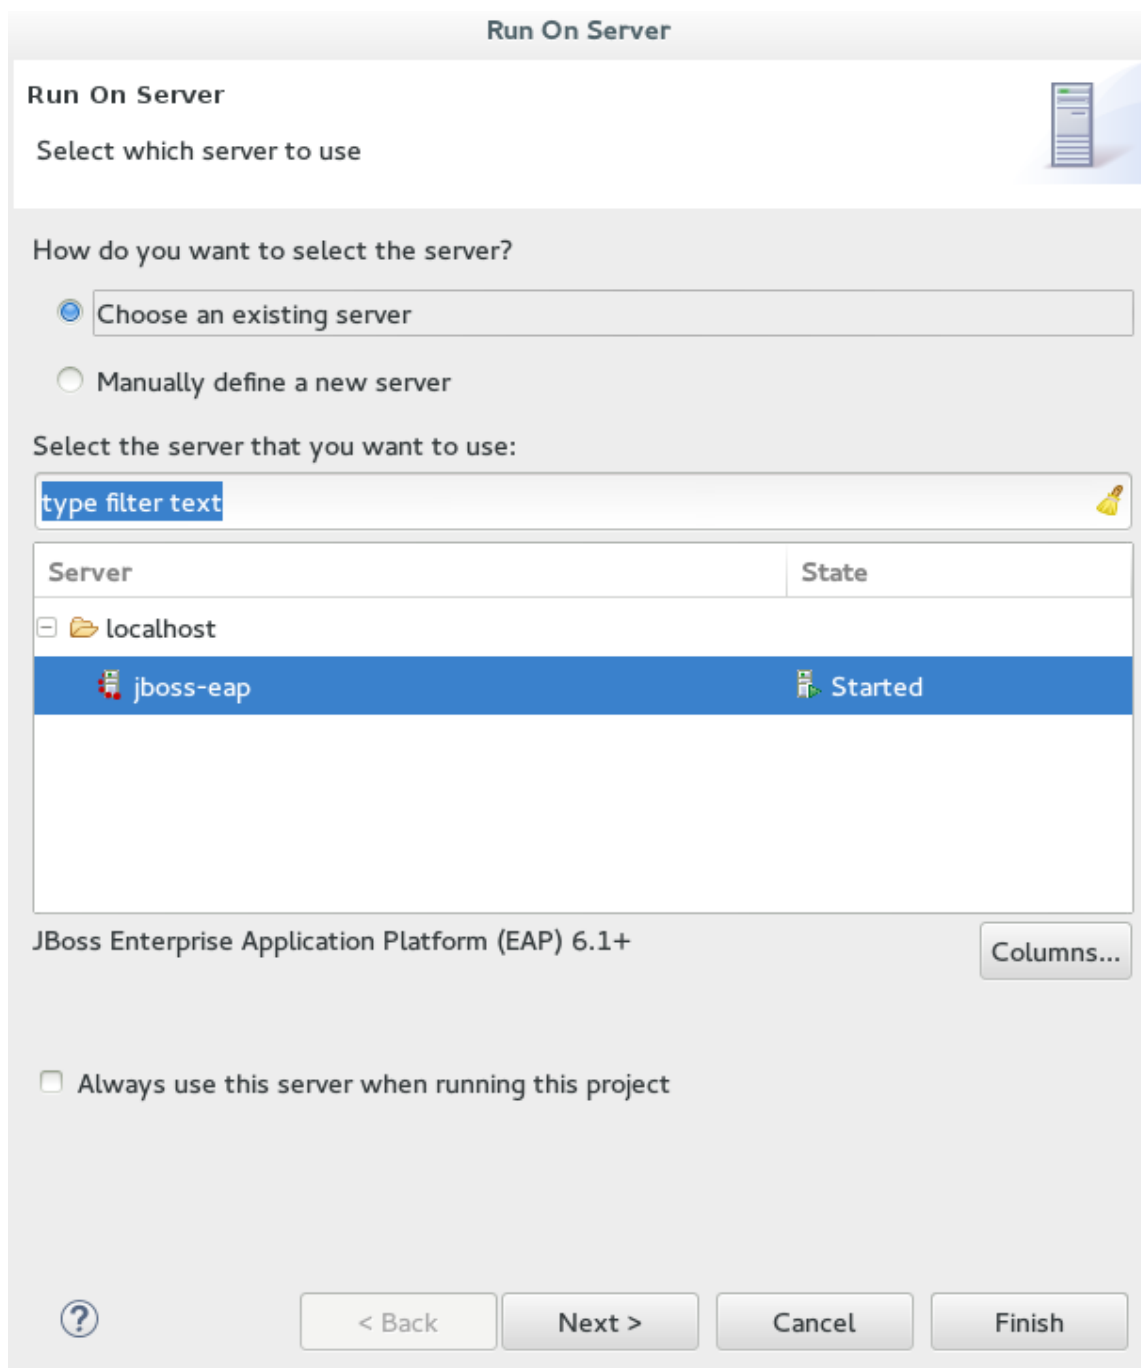 Run On Server
Run On Server
Select which server to use
How do you want to select the server?
Choose an existing server
Manually define a new server
Select the server that you want to use:
type filter text
Server State
localhost
jboss-eap Started
JBoss Enterprise Application Platform (EAP) 6.1+
Columns...
Always use this server when running this project
? < Back Next > Cancel Finish